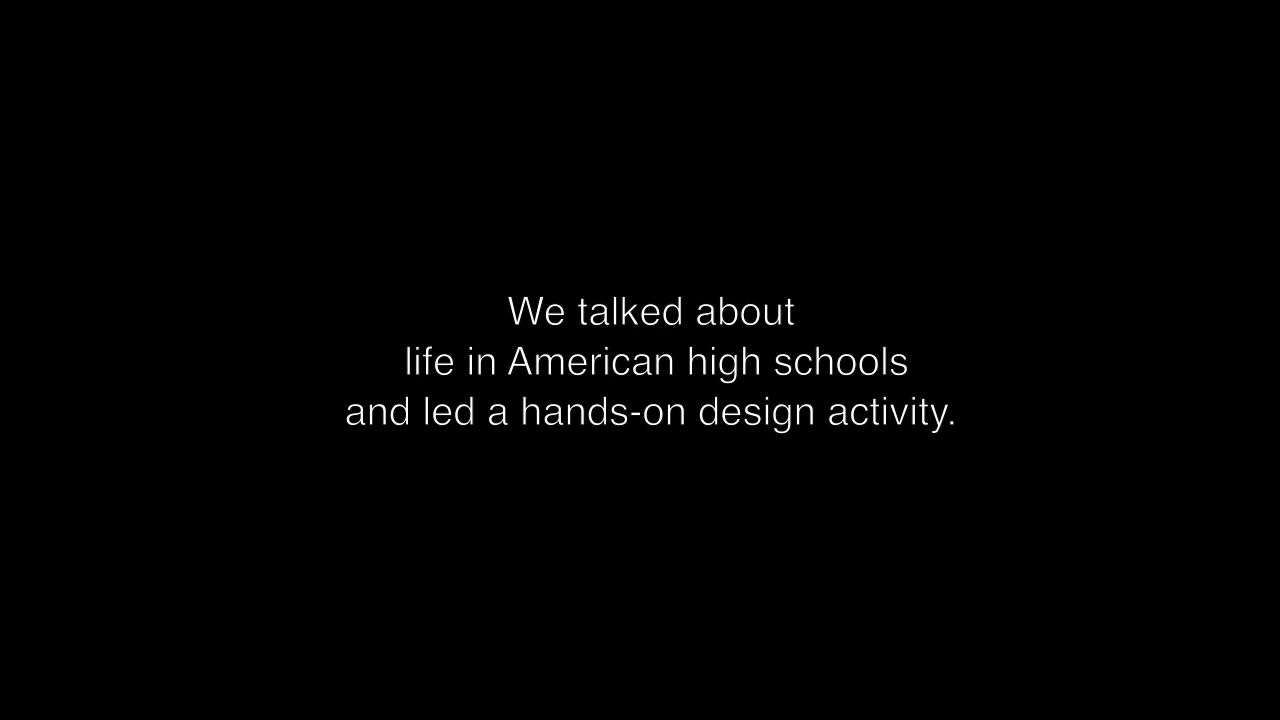 We talked about
life in American high schools
and led a hands-on design activity.